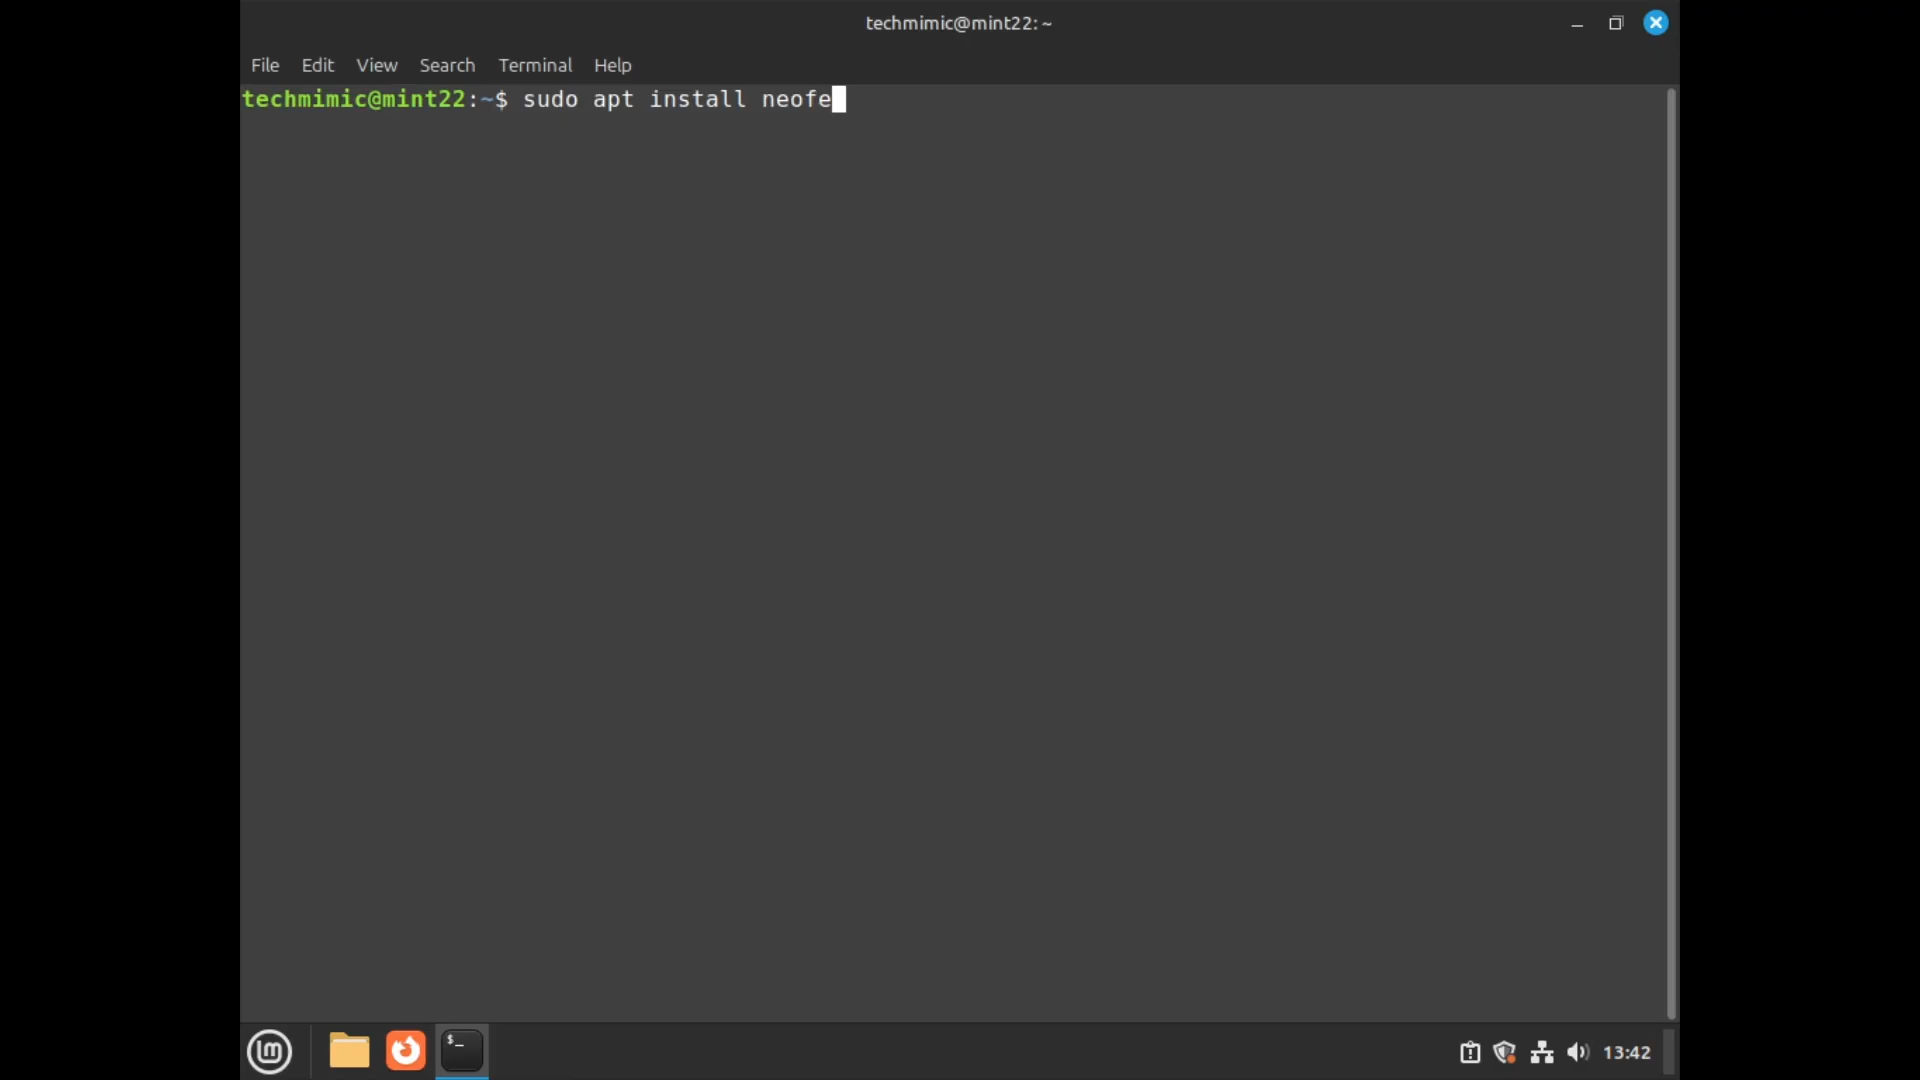 techmimic@mint22: ~
File Edit View Search Terminal Help
techmimic@mint22:~$ sudo apt install neofe
$_
13:42